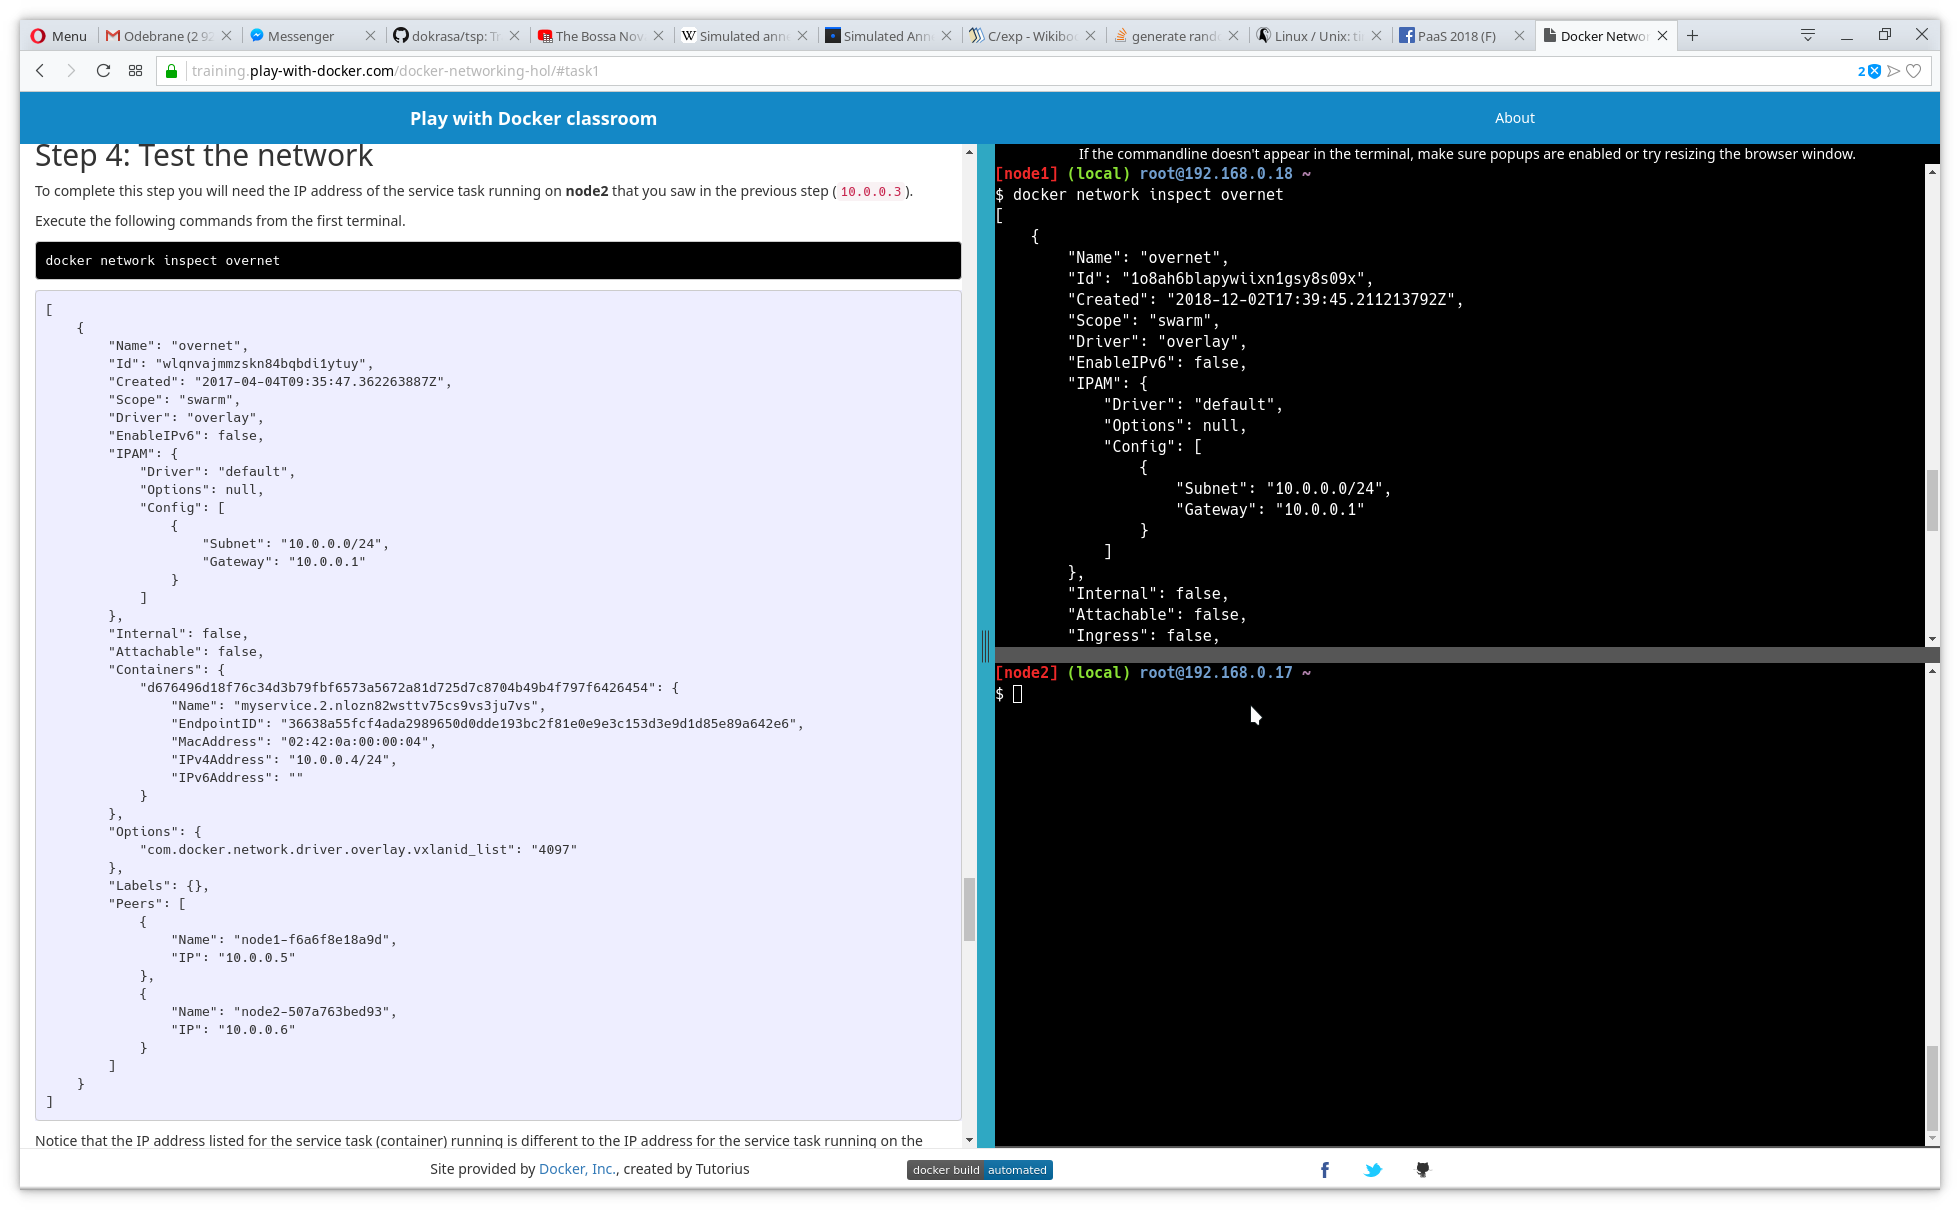 Menu
Odebrane (2 92
Messenger
dokrasa/tsp: Tr
The Bossa Nov
Simulated anne
Simulated Anne
C/exp - Wikibo
generate rand
Linux / Unix: ti
PaaS 2018 (F)
Docker Networ
training.play-with-docker.com/docker-networking-hol/#task1
2
Play with Docker classroom
About
Step 4: Test the network
To complete this step you will need the IP address of the service task running on node2 that you saw in the previous step ( 10.0.0.3 ).
Execute the following commands from the first terminal.
docker network inspect overnet
[
    {
        "Name": "overnet",
        "Id": "wlqnvajmmzskn84bqbdi1ytuy",
        "Created": "2017-04-04T09:35:47.362263887Z",
        "Scope": "swarm",
        "Driver": "overlay",
        "EnableIPv6": false,
        "IPAM": {
            "Driver": "default",
            "Options": null,
            "Config": [
                {
                    "Subnet": "10.0.0.0/24",
                    "Gateway": "10.0.0.1"
                }
            ]
        },
        "Internal": false,
        "Attachable": false,
        "Containers": {
            "d676496d18f76c34d3b79fbf6573a5672a81d725d7c8704b49b4f797f6426454": {
                "Name": "myservice.2.nlozn82wsttv75cs9vs3ju7vs",
                "EndpointID": "36638a55fcf4ada2989650d0dde193bc2f81e0e9e3c153d3e9d1d85e89a642e6",
                "MacAddress": "02:42:0a:00:00:04",
                "IPv4Address": "10.0.0.4/24",
                "IPv6Address": ""
            }
        },
        "Options": {
            "com.docker.network.driver.overlay.vxlanid_list": "4097"
        },
        "Labels": {},
        "Peers": [
            {
                "Name": "node1-f6a6f8e18a9d",
                "IP": "10.0.0.5"
            },
            {
                "Name": "node2-507a763bed93",
                "IP": "10.0.0.6"
            }
        ]
    }
]
Notice that the IP address listed for the service task (container) running is different to the IP address for the service task running on the
If the commandline doesn't appear in the terminal, make sure popups are enabled or try resizing the browser window.
[node1] (local) root@192.168.0.18 ~
$ docker network inspect overnet
[
    {
        "Name": "overnet",
        "Id": "1o8ah6blapywiixn1gsy8s09x",
        "Created": "2018-12-02T17:39:45.211213792Z",
        "Scope": "swarm",
        "Driver": "overlay",
        "EnableIPv6": false,
        "IPAM": {
            "Driver": "default",
            "Options": null,
            "Config": [
                {
                    "Subnet": "10.0.0.0/24",
                    "Gateway": "10.0.0.1"
                }
            ]
        },
        "Internal": false,
        "Attachable": false,
        "Ingress": false,
[node2] (local) root@192.168.0.17 ~
$
Site provided by Docker, Inc., created by Tutorius
docker build automated